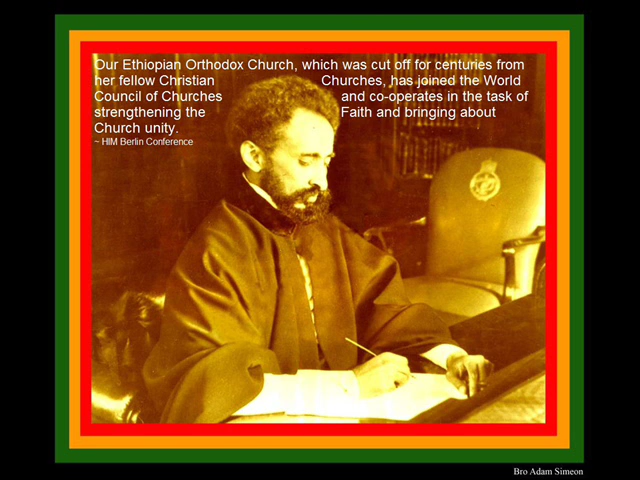 Our Ethiopian Orthodox Church, which was cut off for centuries from
her fellow Christian Churches, has joined the World
Council of Churches and co-operates in the task of
strengthening the Faith and bringing about
Church unity.
~ HIM Berlin Conference
Bro Adam Simeon